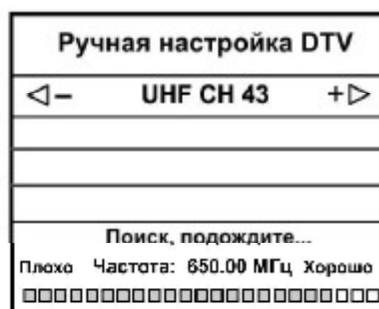 Ручная настройка DTV
◁– UHF CH 43 +▷
Поиск, подождите...
Плохо Частота: 650.00 МГц Хорошо